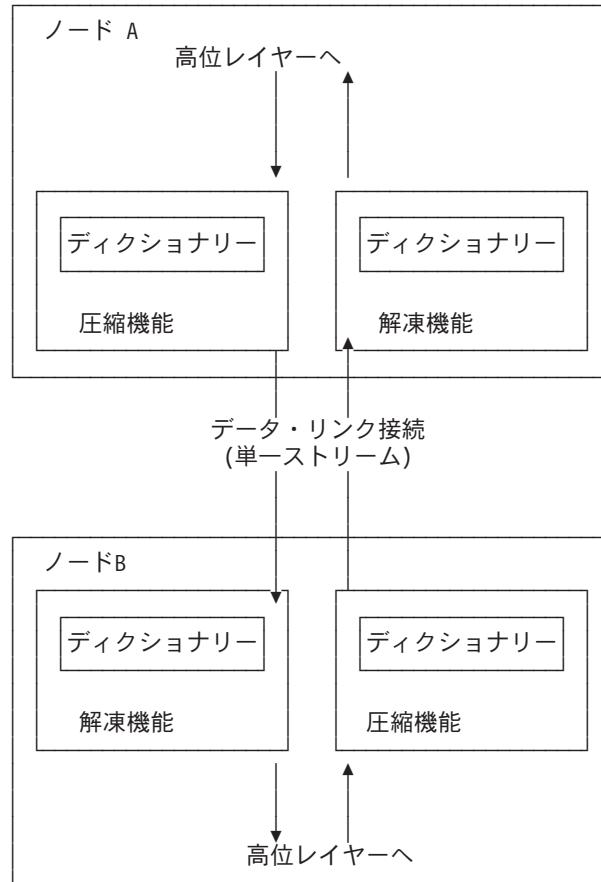 ノード A
高位レイヤーへ
ディクショナリー
ディクショナリー
圧縮機能
解凍機能
データ・リンク接続
(単一ストリーム)
ノードB
ディクショナリー
ディクショナリー
解凍機能
圧縮機能
高位レイヤーへ